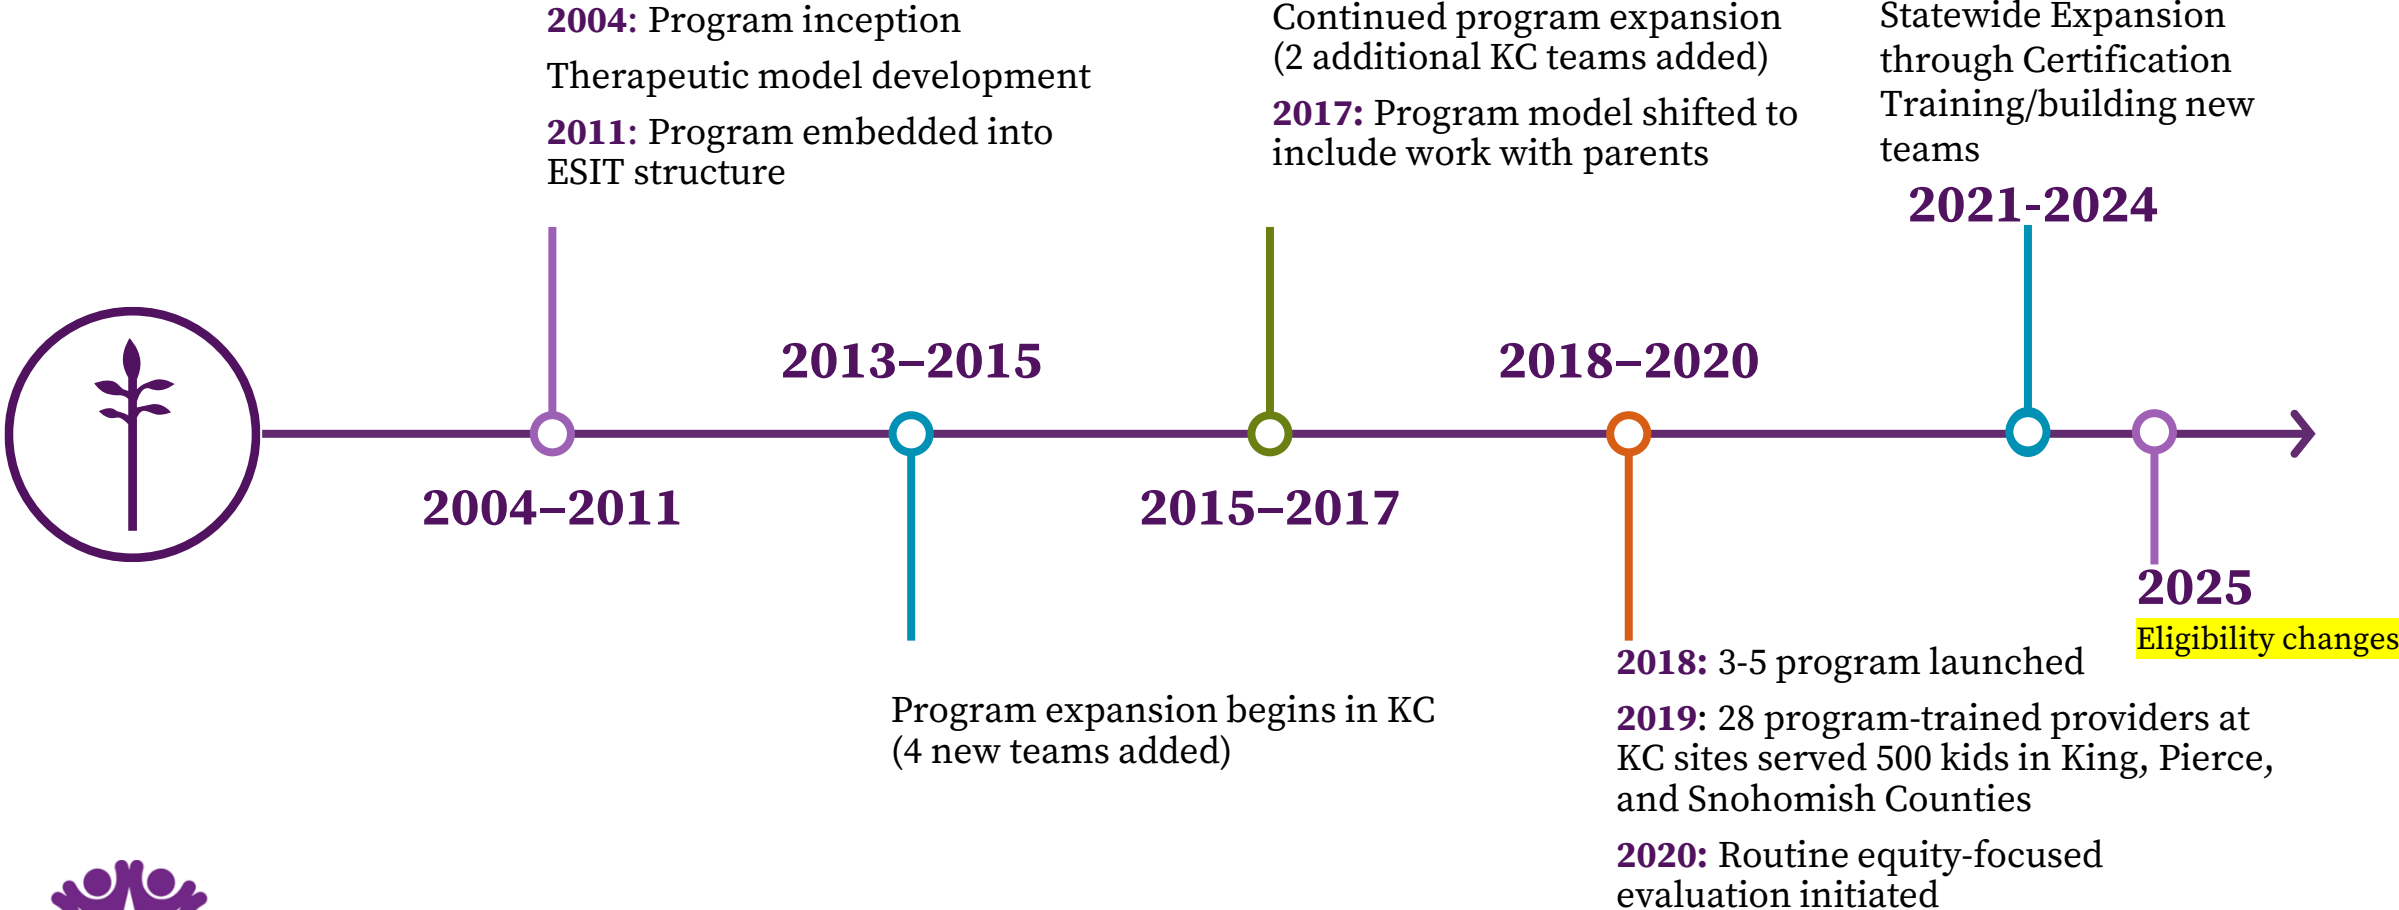 2004: Program inception
Therapeutic model development
2011: Program embedded into
ESIT structure
2004–2011
2013–2015
Program expansion begins in KC
(4 new teams added)
Continued program expansion
(2 additional KC teams added)
2017: Program model shifted to
include work with parents
2015–2017
2018–2020
2018: 3-5 program launched
2019: 28 program-trained providers at
KC sites served 500 kids in King, Pierce,
and Snohomish Counties
2020: Routine equity-focused
evaluation initiated
Statewide Expansion
through Certification
Training/building new
teams
2021-2024
2025
Eligibility changes